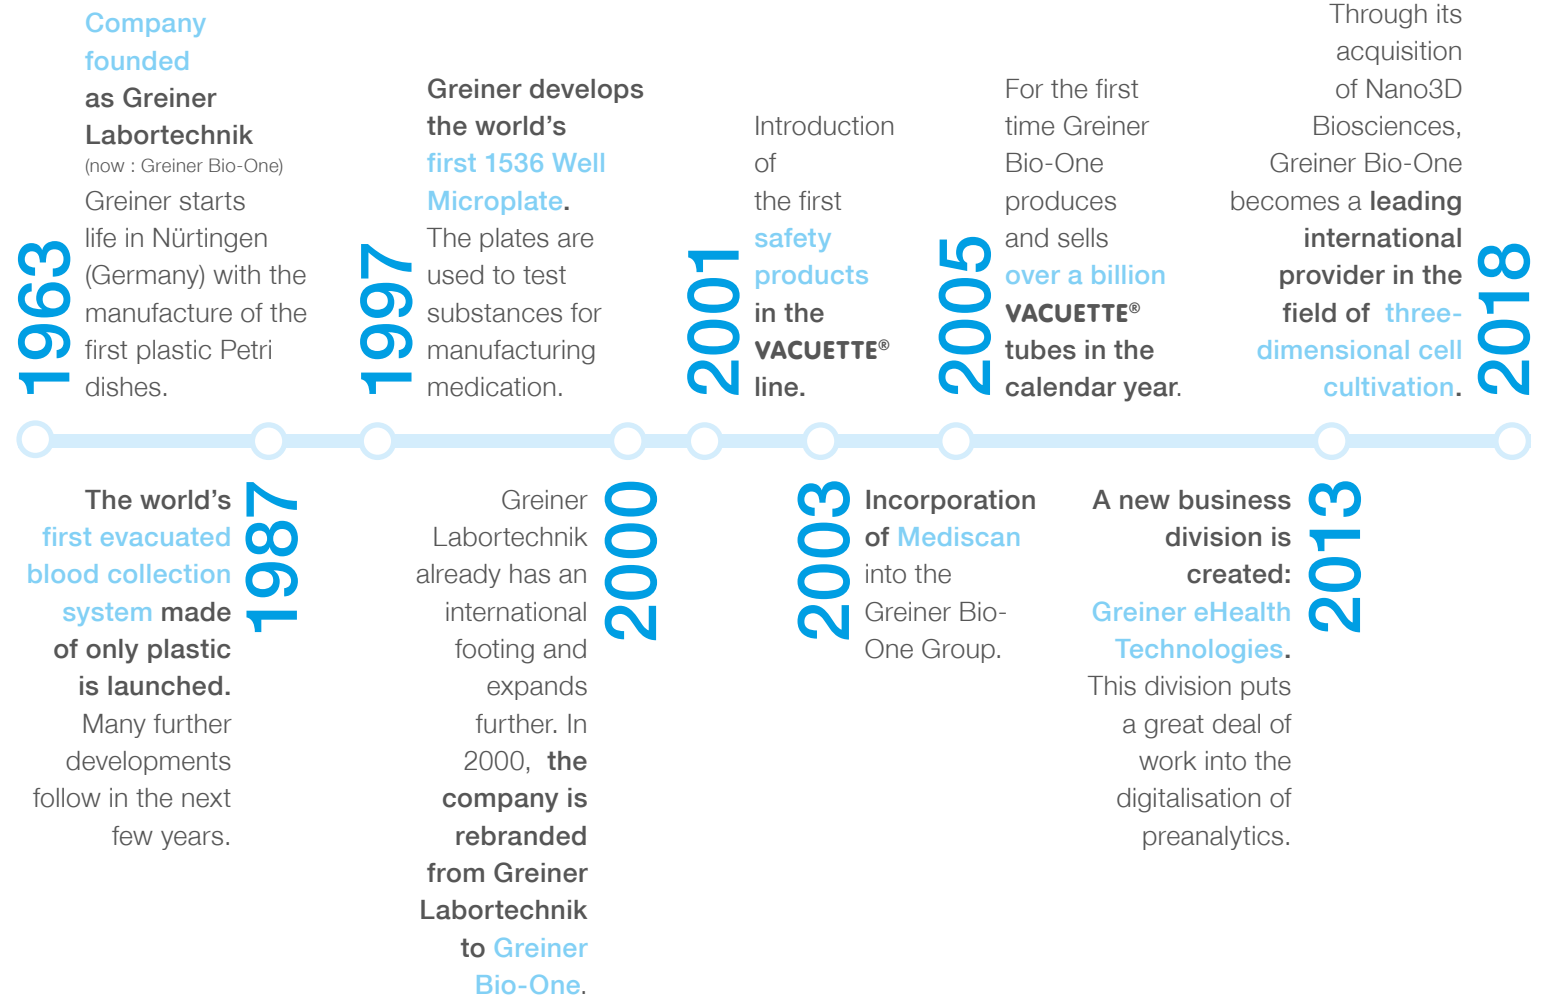 Company
founded
as Greiner
Labortechnik
(now : Greiner Bio-One)
Greiner starts
life in Nürtingen
(Germany) with the
manufacture of the
first plastic Petri
dishes.
1963
Greiner develops
the world’s
first 1536 Well
Microplate.
The plates are
used to test
substances for
manufacturing
medication.
1997
Introduction
of
the first
safety
products
in the
VACUETTE®
line.
2001
For the first
time Greiner
Bio-One
produces
and sells
over a billion
VACUETTE®
tubes in the
calendar year.
2005
Through its
acquisition
of Nano3D
Biosciences,
Greiner Bio-One
becomes a leading
international
provider in the
field of three-
dimensional cell
cultivation.
2018
The world’s
first evacuated
blood collection
system made
of only plastic
is launched.
Many further
developments
follow in the next
few years.
1987
Greiner
Labortechnik
already has an
international
footing and
expands
further. In
2000, the
company is
rebranded
from Greiner
Labortechnik
to Greiner
Bio-One.
2000
2003
Incorporation
of Mediscan
into the
Greiner Bio-
One Group.
A new business
division is
created:
Greiner eHealth
Technologies.
This division puts
a great deal of
work into the
digitalisation of
preanalytics.
2013